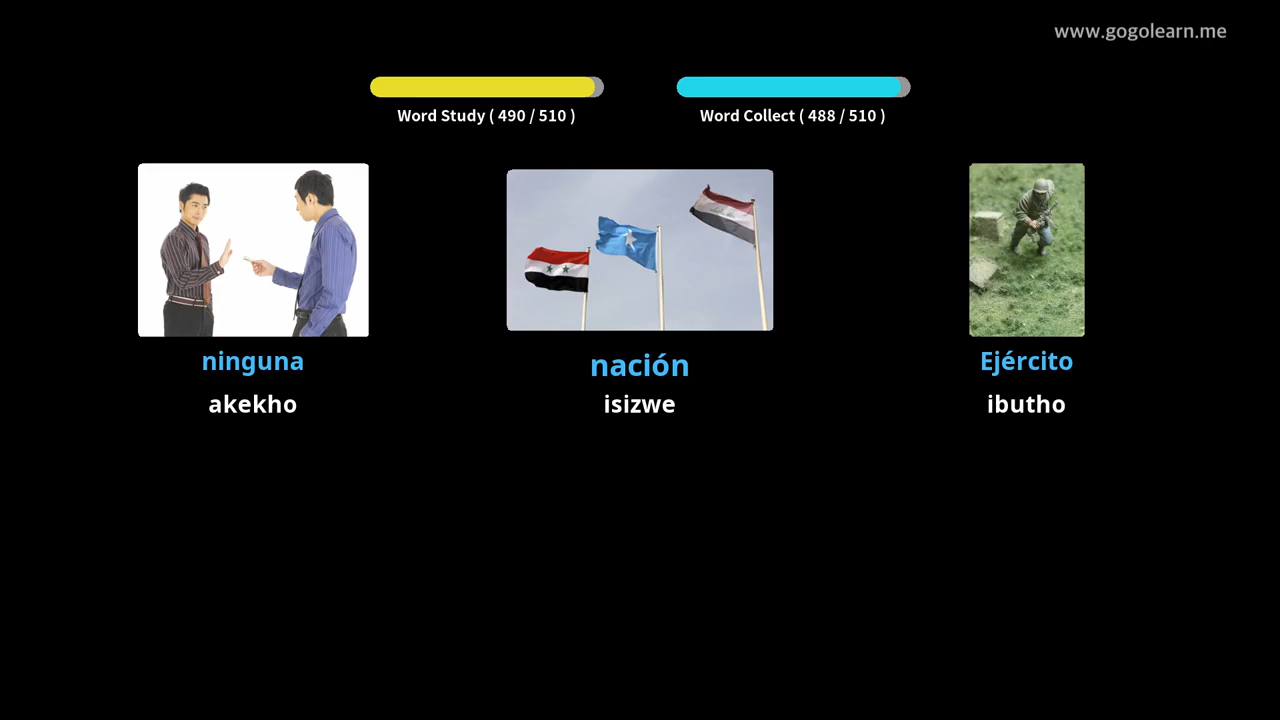 www.gogolearn.me
Word Study ( 490 / 510 )
Word Collect ( 488 / 510 )
ninguna
nación
Ejército
akekho
isizwe
ibutho